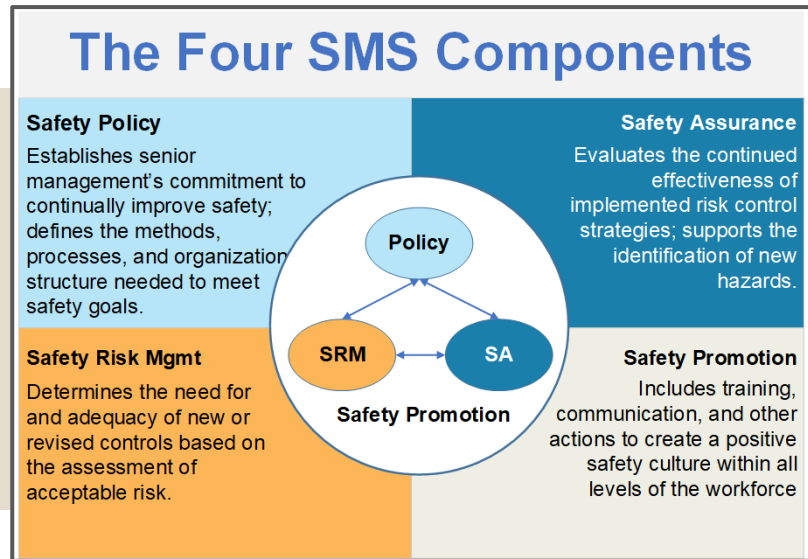 The Four SMS Components
Safety Policy
Establishes senior
management's commitment to
continually improve safety;
defines the methods,
processes, and organization
structure needed to meet
safety goals.
Safety Assurance
Evaluates the continued
effectiveness of
implemented risk control
strategies; supports the
identification of new
hazards.
Policy
SRM
SA
Safety Promotion
Safety Risk Mgmt
Determines the need for
and adequacy of new or
revised controls based on
the assessment of
acceptable risk.
Safety Promotion
Includes training,
communication, and other
actions to create a positive
safety culture within all
levels of the workforce